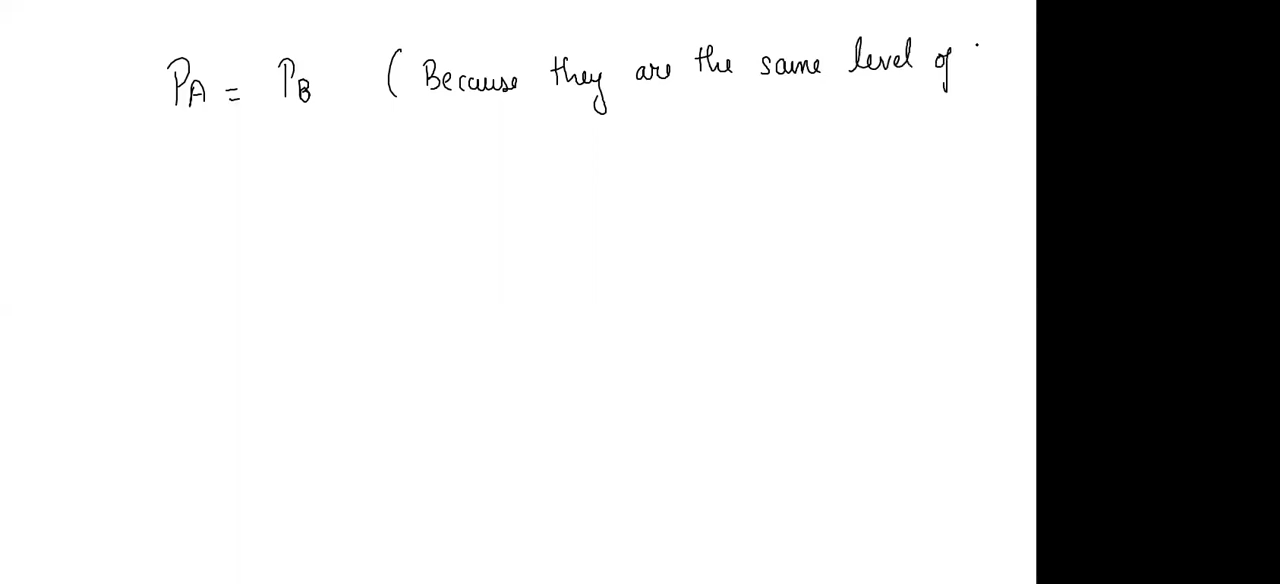 PA = PB (Because they are the same level of